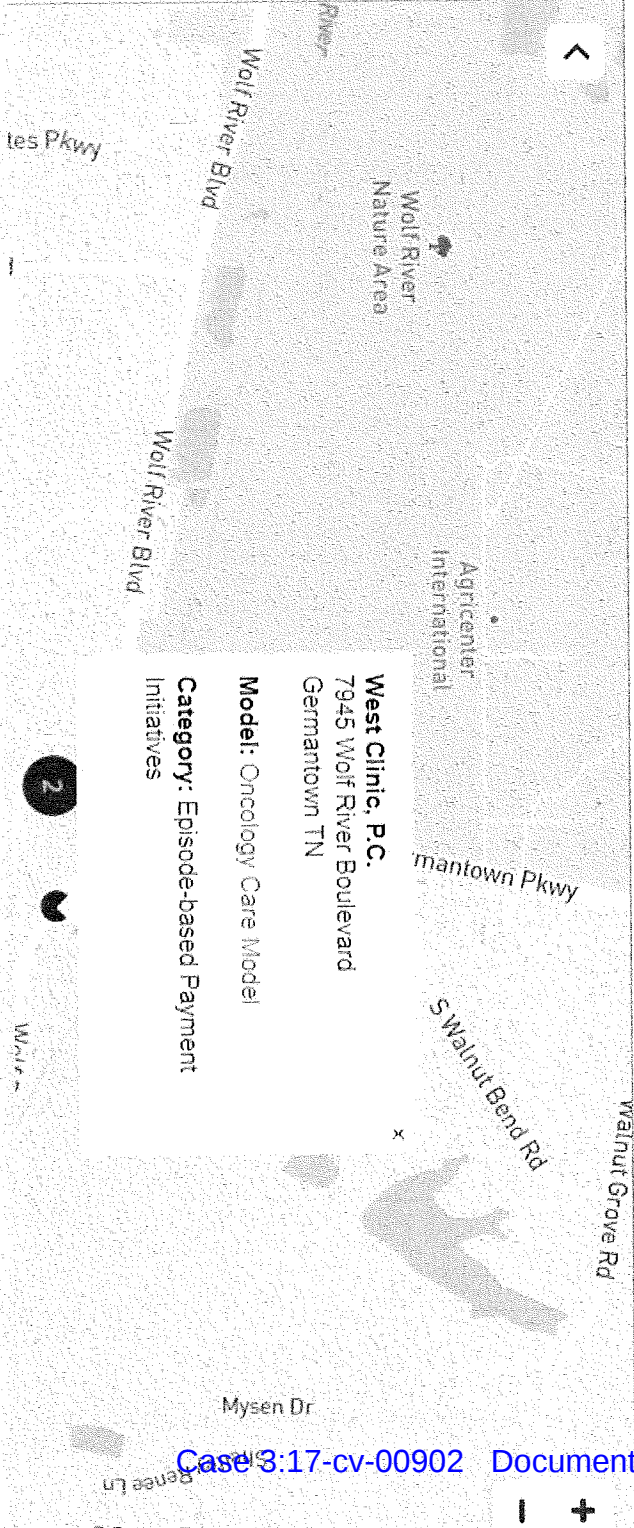 River
Wolf River Blvd
tes Pkwy
Wolf River
Nature Area
Wolf River Blvd
Agricenter
International
West Clinic, P.C.
7945 Wolf River Boulevard
Germantown TN
Model: Oncology Care Model
Category: Episode-based Payment
Initiatives
×
2
mantown Pkwy
S Walnut Bend Rd
Walnut Grove Rd
Mysen Dr
Renee Ln
Case 3:17-cv-00902 Document